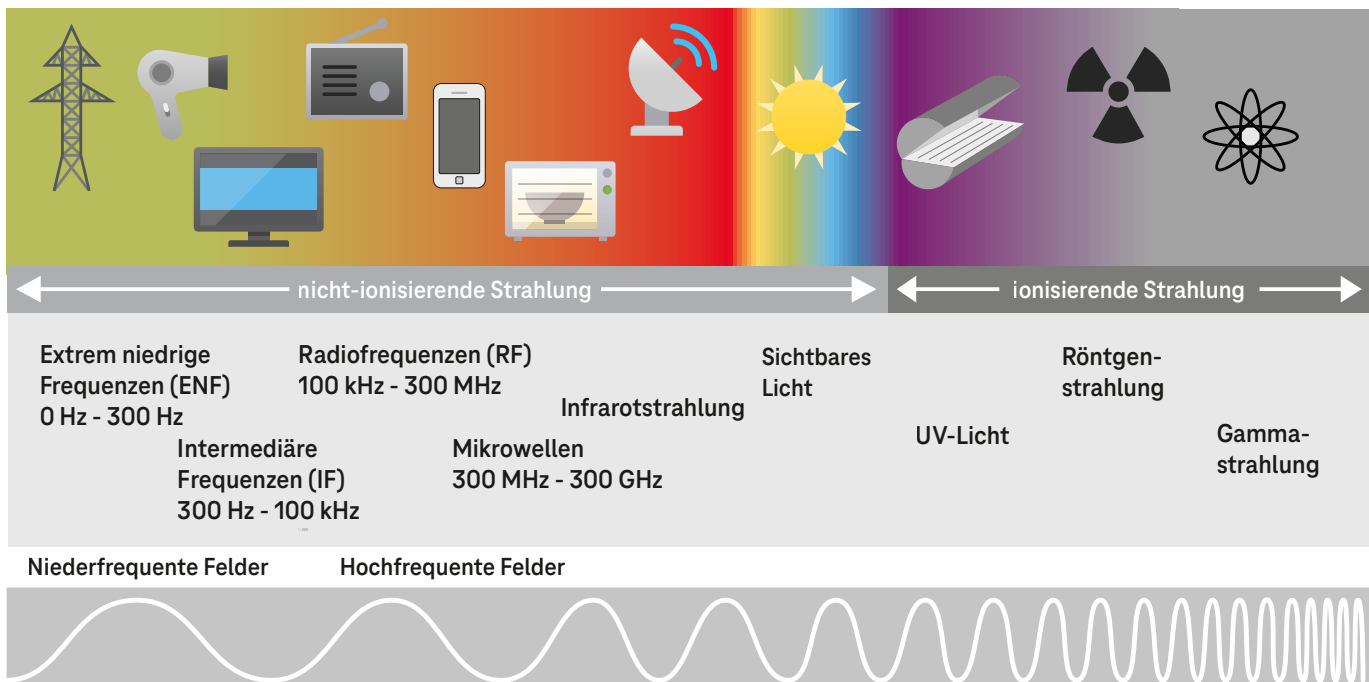 nicht-ionisierende Strahlung
ionisierende Strahlung
Extrem niedrige
Frequenzen (ENF)
0 Hz - 300 Hz
Intermediäre
Frequenzen (IF)
300 Hz - 100 kHz
Radiofrequenzen (RF)
100 kHz - 300 MHz
Mikrowellen
300 MHz - 300 GHz
Infrarotstrahlung
Sichtbares
Licht
UV-Licht
Röntgen-
strahlung
Gamma-
strahlung
Niederfrequente Felder
Hochfrequente Felder